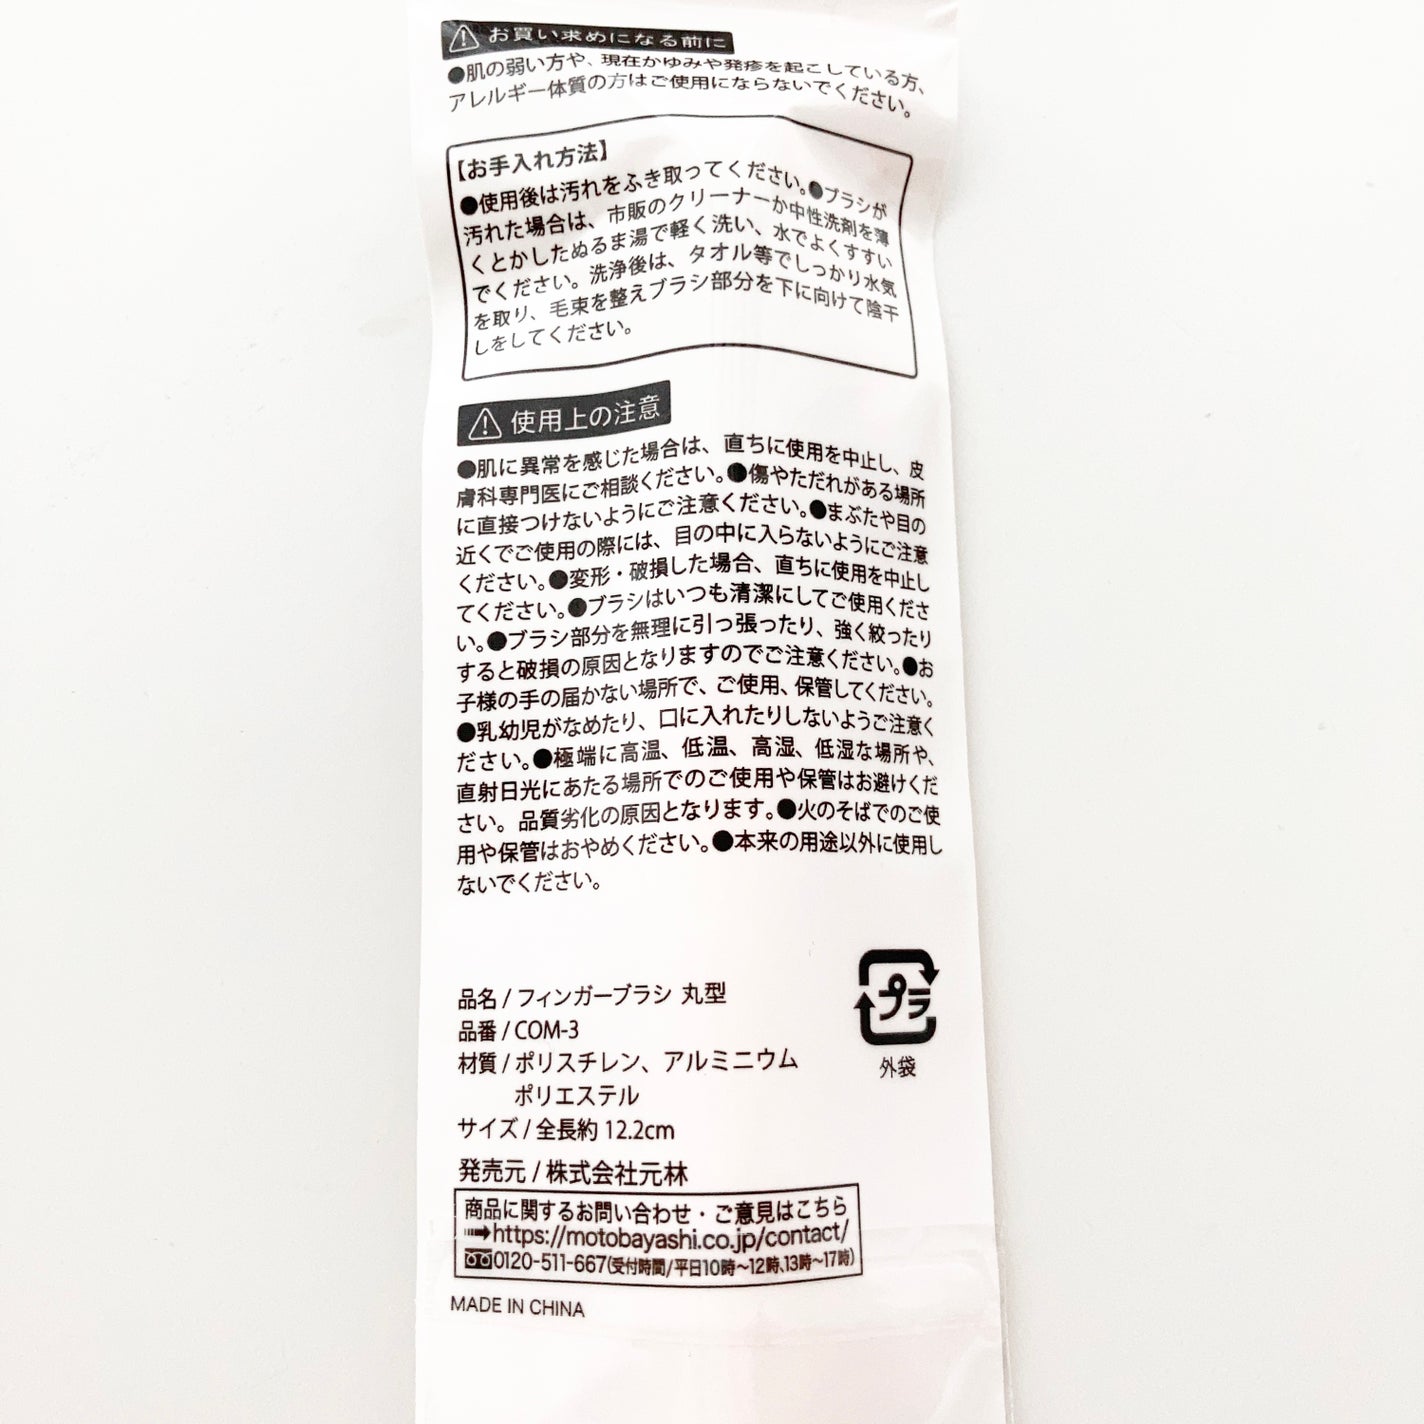 お買い求めになる前に
●肌の弱い方や、現在かゆみや発疹を起こしている方、
アレルギー体質の方はご使用にならないでください。
【お手入れ方法】
●使用後は汚れをふき取ってください。●ブラシが
汚れた場合は、市販のクリーナーか中性洗剤を薄
くとかしたぬるま湯で軽く洗い、水でよくすすい
でください。洗浄後は、タオル等でしっかり水気
を取り、毛束を整えブラシ部分を下に向けて陰干
しをしてください。
使用上の注意
●肌に異常を感じた場合は、直ちに使用を中止し、皮
膚科専門医にご相談ください。●傷やただれがある場所
に直接つけないようにご注意ください。●まぶたや目の
近くでご使用の際には、目の中に入らないようにご注意
ください。●変形・破損した場合、直ちに使用を中止し
てください。●ブラシはいつも清潔にしてご使用くださ
い。●ブラシ部分を無理に引っ張ったり、強く絞ったり
すると破損の原因となりますのでご注意ください。●お
子様の手の届かない場所で、ご使用、保管してください。
●乳幼児がなめたり、口に入れたりしないようご注意く
ださい。●極端に高温、低温、高湿、低湿な場所や、
直射日光にあたる場所でのご使用や保管はお避けくだ
さい。品質劣化の原因となります。●火のそばでのご使
用や保管はおやめください。●本来の用途以外に使用し
ないでください。
プラ
外袋
品名 / フィンガーブラシ 丸型
品番 / COM-3
材質 / ポリスチレン、アルミニウム
ポリエステル
サイズ / 全長約 12.2cm
発売元 / 株式会社元林
商品に関するお問い合わせ・ご意見はこちら
https://motobayashi.co.jp/contact/
0120-511-667(受付時間/平日10時～12時、13時～17時)
MADE IN CHINA